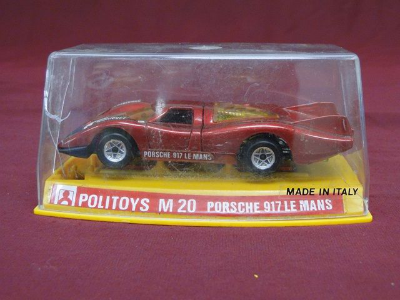 PORSCHE 917 LE MANS
MADE IN ITALY
POLITOYS M 20 PORSCHE 917 LE MANS